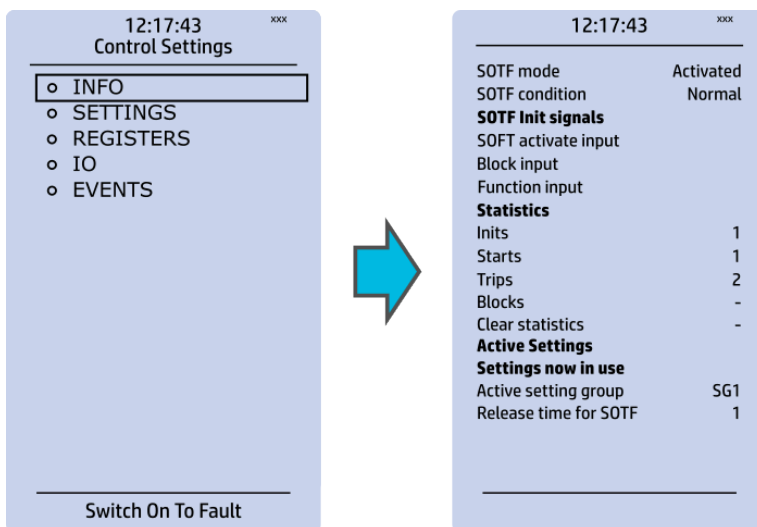 12:17:43 xxx
Control Settings
INFO
SETTINGS
REGISTERS
IO
EVENTS
Switch On To Fault
12:17:43 xxx
SOTF mode Activated
SOTF condition Normal
SOTF Init signals
SOFT activate input
Block input
Function input
Statistics
Inits 1
Starts 1
Trips 2
Blocks -
Clear statistics -
Active Settings
Settings now in use
Active setting group SG1
Release time for SOTF 1